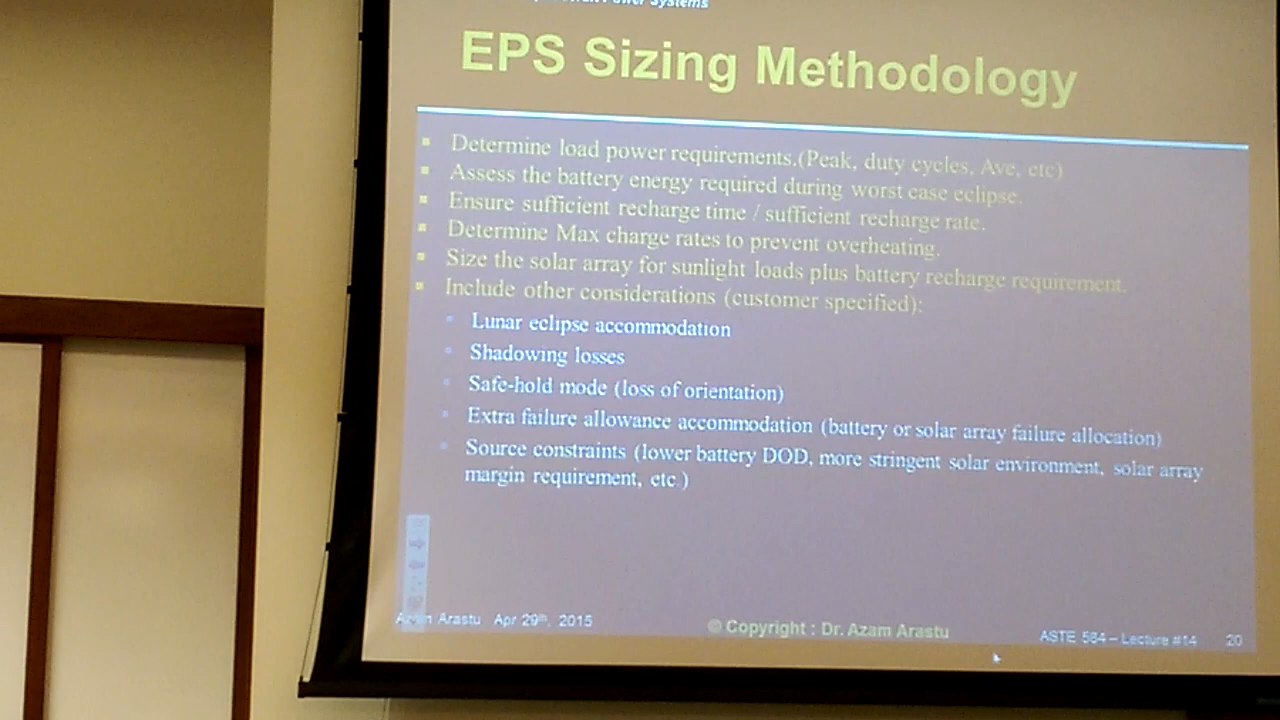 Power Systems
EPS Sizing Methodology
Determine load power requirements.(Peak, duty cycles, Ave, etc)
Assess the battery energy required during worst case eclipse.
Ensure sufficient recharge time / sufficient recharge rate.
Determine Max charge rates to prevent overheating.
Size the solar array for sunlight loads plus battery recharge requirement.
Include other considerations (customer specified):
Lunar eclipse accommodation
Shadowing losses
Safe-hold mode (loss of orientation)
Extra failure allowance accommodation (battery or solar array failure allocation)
Source constraints (lower battery DOD, more stringent solar environment, solar array
margin requirement, etc.)
Azam Arastu Apr 29th, 2015
© Copyright : Dr. Azam Arastu
ASTE 584 – Lecture #14 20